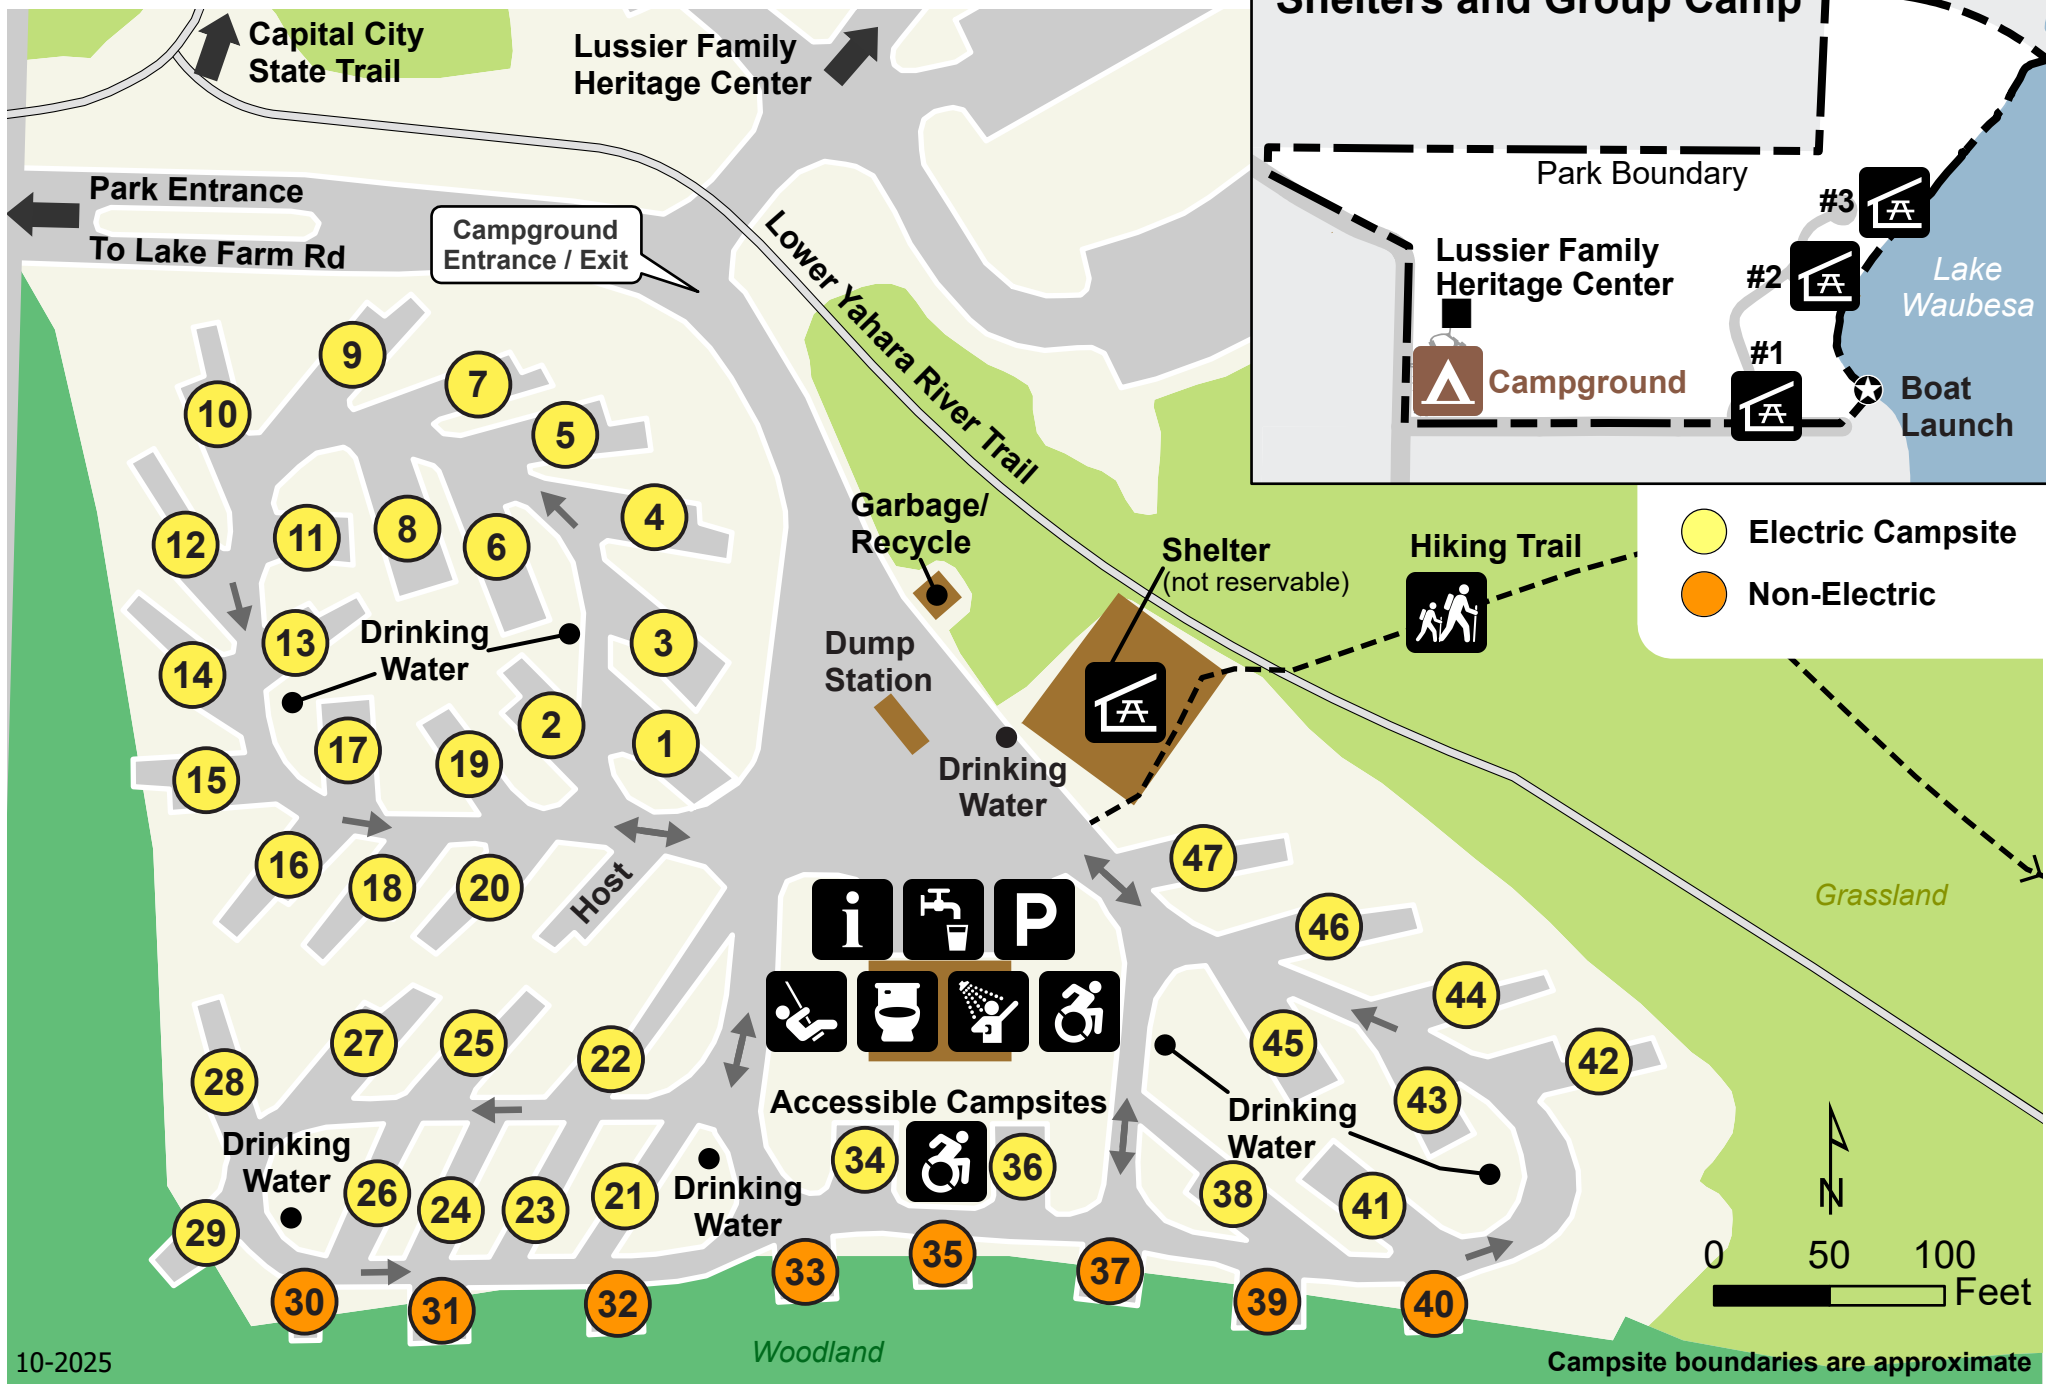 Capital City
State Trail
Lussier Family
Heritage Center
Shelters and Group Camp
Park Boundary
#3
#2
#1
Lussier Family
Heritage Center
Campground
Lake
Waubesa
Boat
Launch
Park Entrance
To Lake Farm Rd
Campground
Entrance / Exit
Lower Yahara River Trail
Electric Campsite
Non-Electric
Garbage/
Recycle
Shelter
(not reservable)
Hiking Trail
Dump
Station
Drinking
Water
Drinking
Water
9
7
10
5
4
12
11
8
6
13
3
14
2
1
17
19
15
16
18
20
Host
47
46
44
42
45
43
Grassland
i
P
27
25
22
28
Accessible Campsites
Drinking
Water
Drinking
Water
Drinking
Water
34
36
38
41
26
24
23
21
29
30
31
32
33
35
37
39
40
N
0 50 100
Feet
Woodland
10-2025
Campsite boundaries are approximate